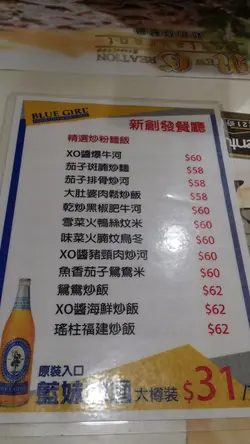 CREATION
BLUE GIRL
新創發餐廳
精選炒粉麵飯
XO醬爆牛河 $60
茄子斑腩炒麵 $58
茄子排骨炒河 $58
大肚婆肉鬆炒飯 $58
乾炒黑椒肥牛河 $60
雪菜火鴨絲炆米 $60
味菜火腩炆烏冬 $60
XO醬豬頸肉炒河 $60
魚香茄子鴛鴦米 $60
鴛鴦炒飯 $62
XO醬海鮮炒飯 $62
瑤柱福建炒飯 $62
原裝入口
藍妹 大樽裝 $31/